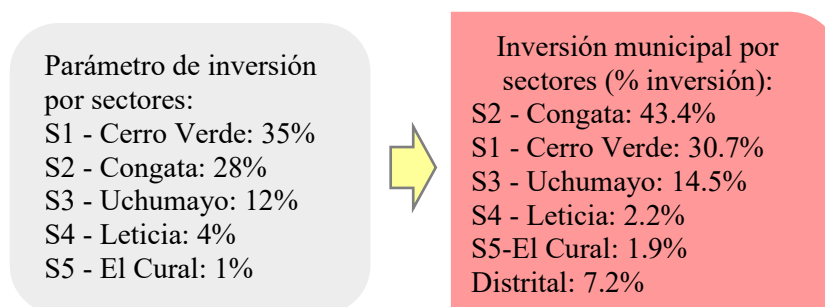 Parámetro de inversión
por sectores:
S1 - Cerro Verde: 35%
S2 - Congata: 28%
S3 - Uchumayo: 12%
S4 - Leticia: 4%
S5 - El Cural: 1%
Inversión municipal por
sectores (% inversión):
S2 - Congata: 43.4%
S1 - Cerro Verde: 30.7%
S3 - Uchumayo: 14.5%
S4 - Leticia: 2.2%
S5-El Cural: 1.9%
Distrital: 7.2%